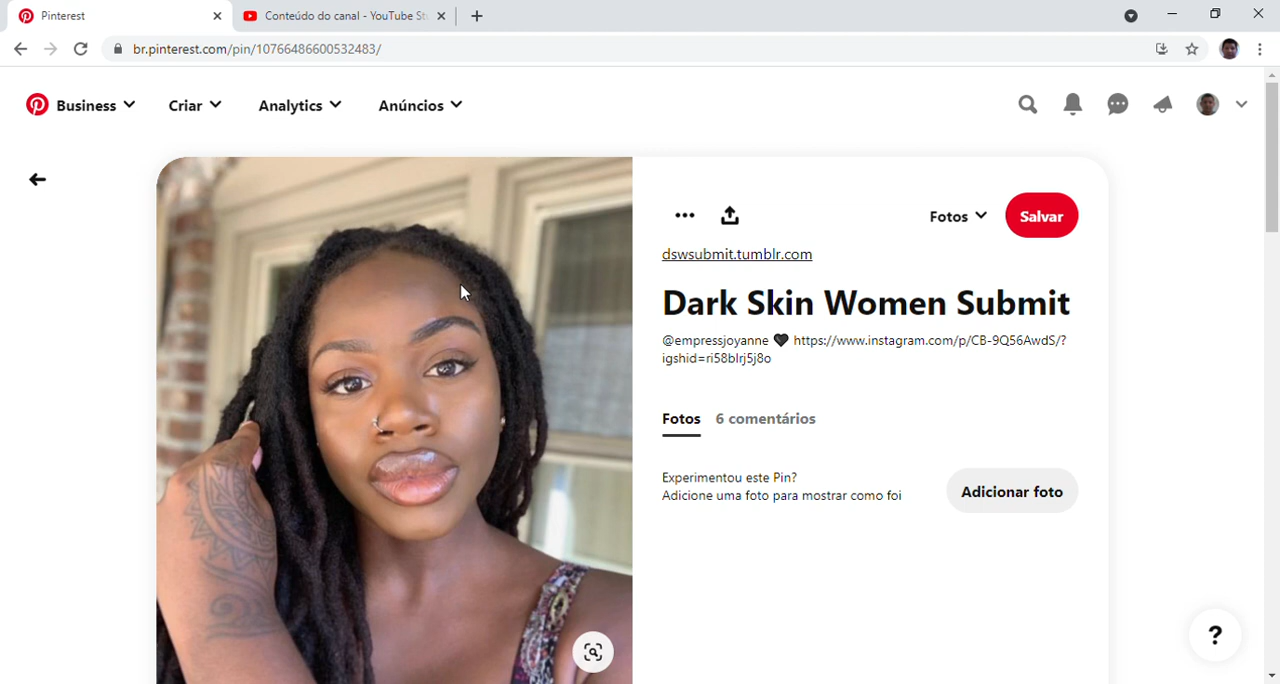 Pinterest
Conteúdo do canal - YouTube St
br.pinterest.com/pin/10766486600532483/
Business
Criar
Analytics
Anúncios
Fotos
Salvar
dswsubmit.tumblr.com
Dark Skin Women Submit
@empressjoyanne 🖤 https://www.instagram.com/p/CB-9Q56AwdS/?
igshid=ri58blrj5j8o
Fotos 6 comentários
Experimentou este Pin?
Adicione uma foto para mostrar como foi
Adicionar foto
?